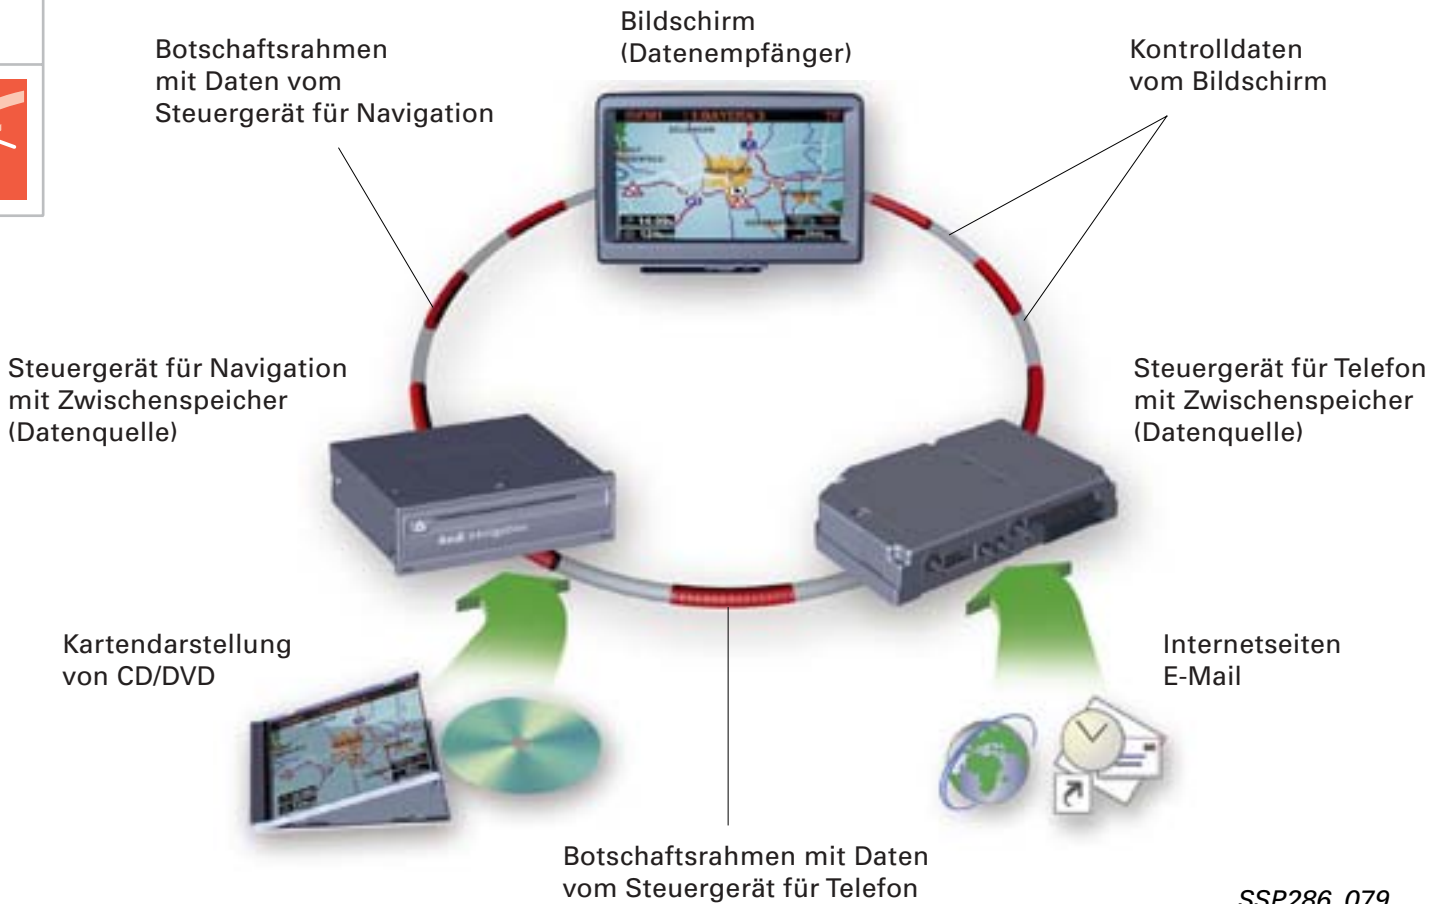 Bildschirm
(Datenempfänger)
Botschaftsrahmen
mit Daten vom
Steuergerät für Navigation
Kontrolldaten
vom Bildschirm
Steuergerät für Navigation
mit Zwischenspeicher
(Datenquelle)
Steuergerät für Telefon
mit Zwischenspeicher
(Datenquelle)
Audi Navigation
Kartendarstellung
von CD/DVD
Internetseiten
E-Mail
Botschaftsrahmen mit Daten
vom Steuergerät für Telefon
SSP286_079